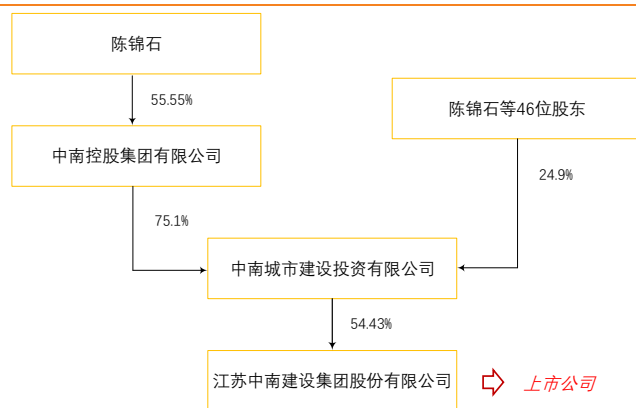 陈锦石
55.55%
陈锦石等46位股东
中南控股集团有限公司
24.9%
75.1%
中南城市建设投资有限公司
54.43%
江苏中南建设集团股份有限公司
上市公司